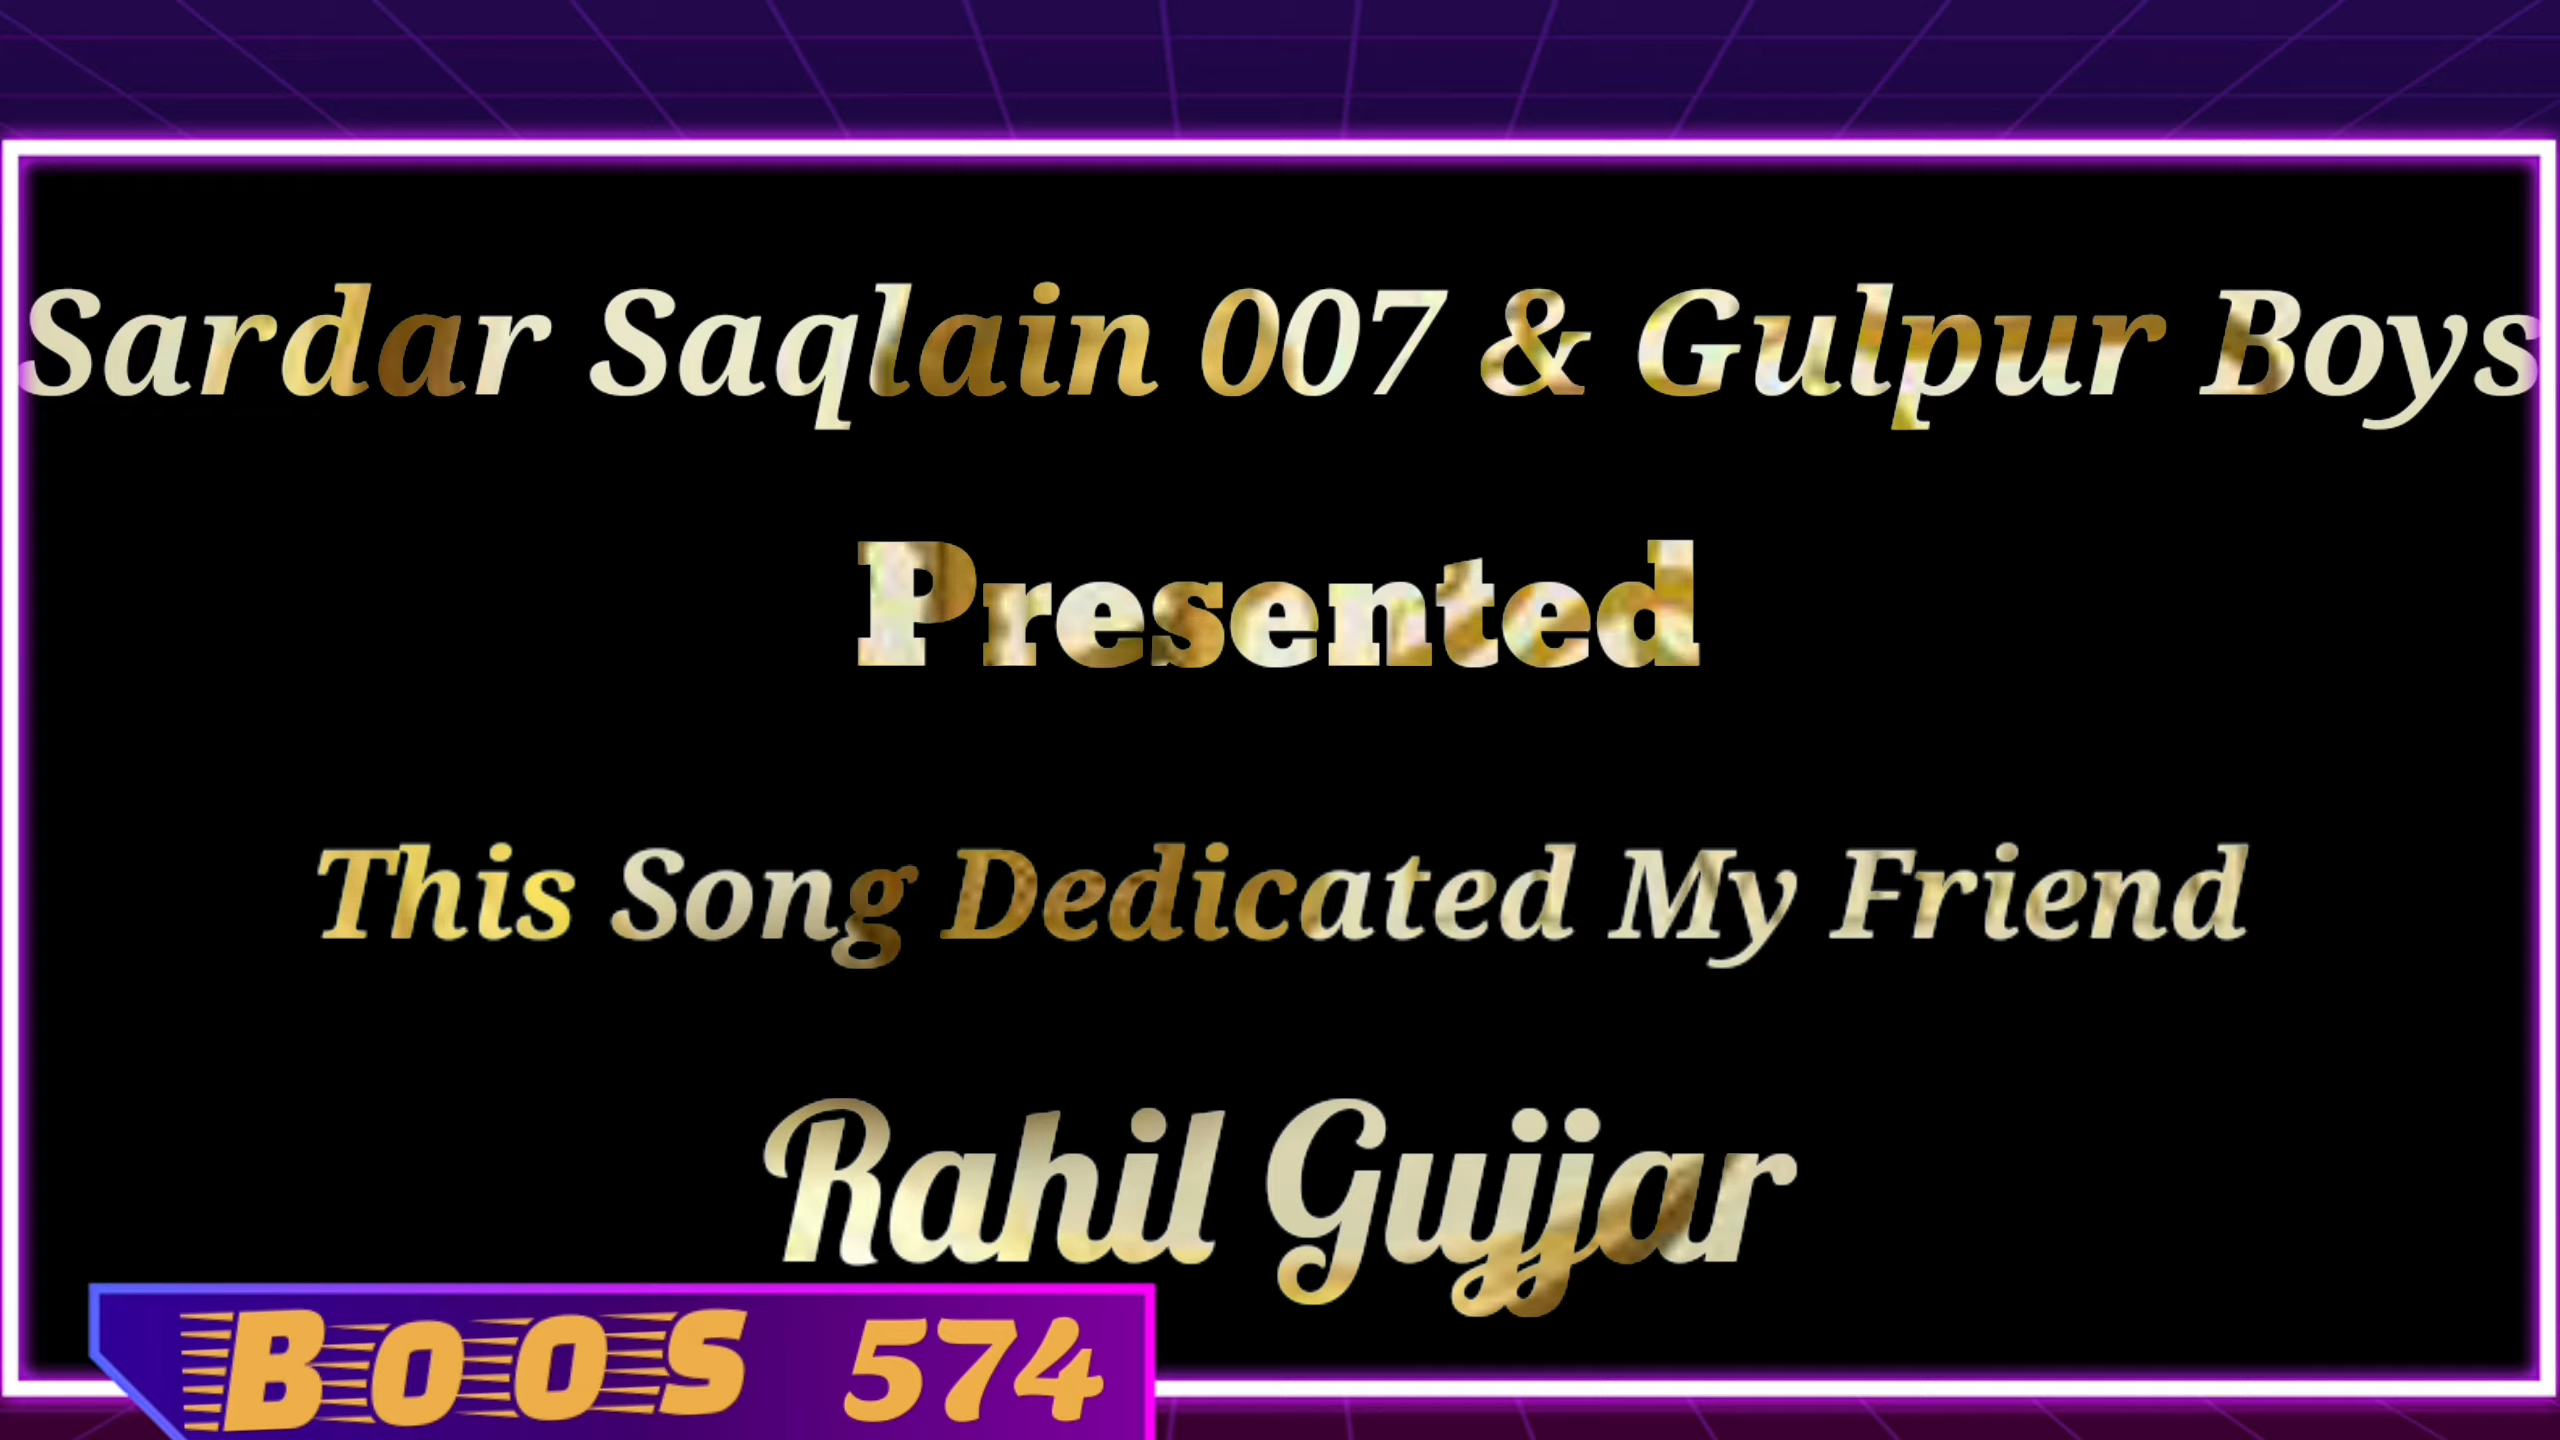 Sardar Saqlain 007 & Gulpur Boys
Presented
This Song Dedicated My Friend
Rahil Gujjar
BOOS 574